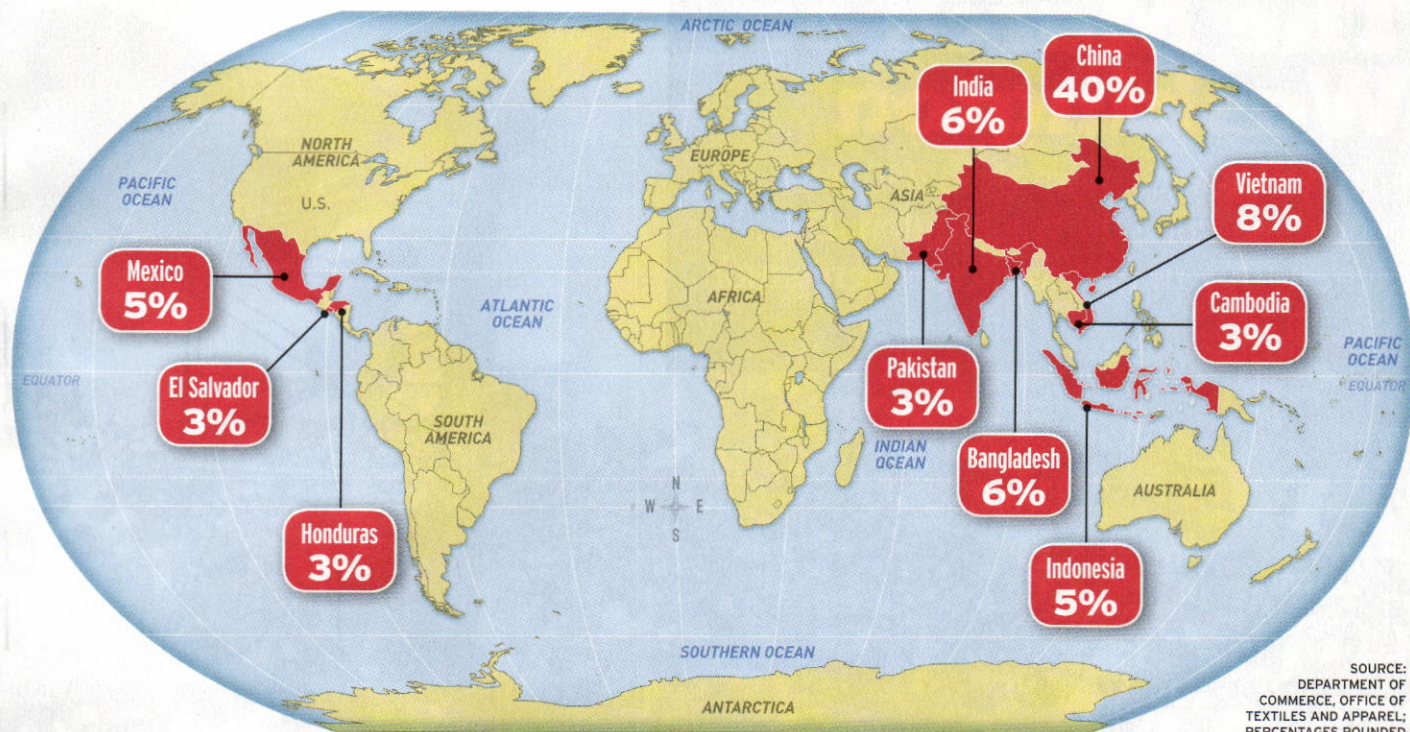 ARCTIC OCEAN
China
40%
India
6%
NORTH
AMERICA
EUROPE
ASIA
PACIFIC
OCEAN
U.S.
Vietnam
8%
Mexico
5%
ATLANTIC
OCEAN
AFRICA
Cambodia
3%
PACIFIC
OCEAN
EQUATOR
EQUATOR
El Salvador
3%
Pakistan
3%
SOUTH
AMERICA
INDIAN
OCEAN
Bangladesh
6%
AUSTRALIA
N
W E
S
Honduras
3%
Indonesia
5%
SOUTHERN OCEAN
ANTARCTICA
SOURCE:
DEPARTMENT OF
COMMERCE, OFFICE OF
TEXTILES AND APPAREL;
PERCENTAGES ROUNDED